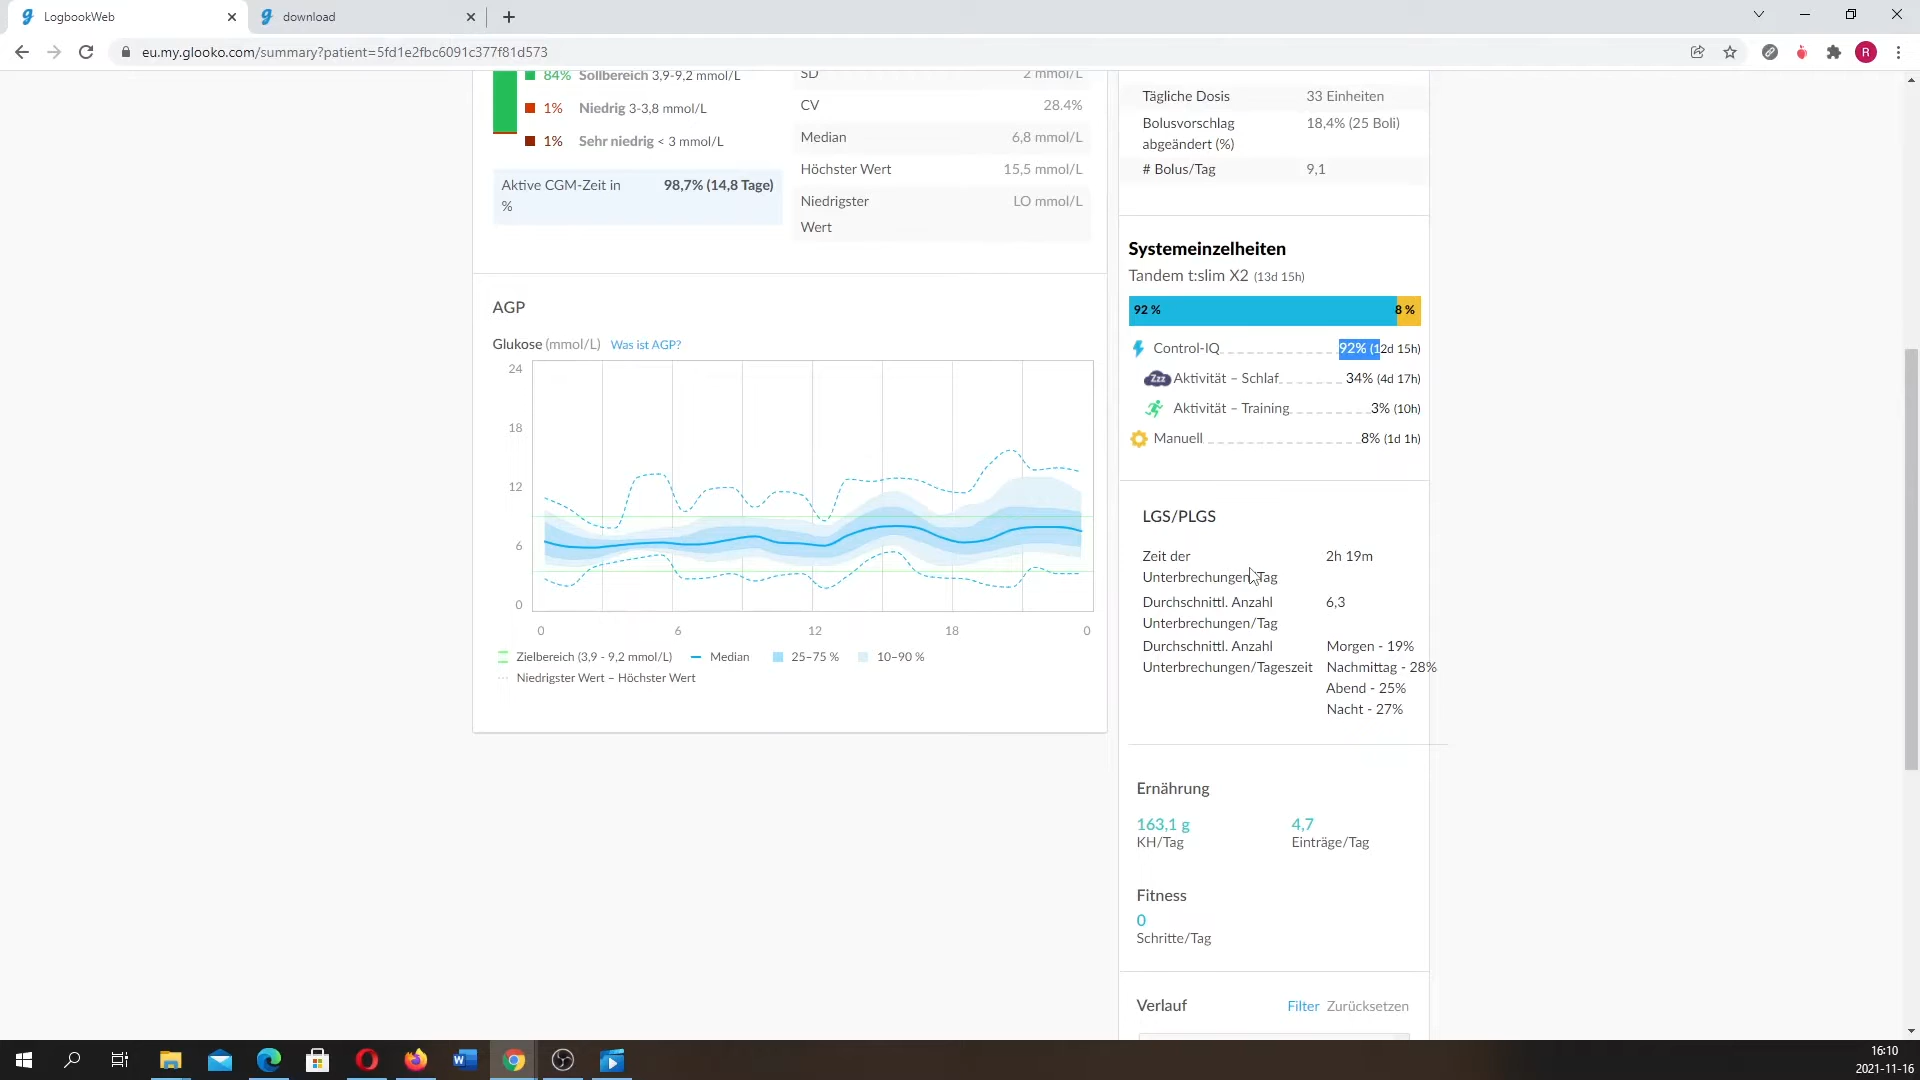 LogbookWeb
download
eu.my.glooko.com/summary?patient=5fd1e2fbc6091c377f81d573
R
84% Sollbereich 3,9-9,2 mmol/L
1% Niedrig 3-3,8 mmol/L
1% Sehr niedrig < 3 mmol/L
Aktive CGM-Zeit in % 98,7% (14,8 Tage)
SD 2 mmol/L
CV 28.4%
Median 6,8 mmol/L
Höchster Wert 15,5 mmol/L
Niedrigster Wert LO mmol/L
AGP
Glukose (mmol/L) Was ist AGP?
24
18
12
6
0
0 6 12 18 0
Zielbereich (3,9 - 9,2 mmol/L) Median 25–75 % 10–90 %
Niedrigster Wert – Höchster Wert
Tägliche Dosis 33 Einheiten
Bolusvorschlag abgeändert (%) 18,4% (25 Boli)
# Bolus/Tag 9,1
Systemeinzelheiten
Tandem t:slim X2 (13d 15h)
92 % 8 %
Control-IQ 92% (12d 15h)
Zzz Aktivität – Schlaf 34% (4d 17h)
Aktivität – Training 3% (10h)
Manuell 8% (1d 1h)
LGS/PLGS
Zeit der Unterbrechungen/Tag 2h 19m
Durchschnittl. Anzahl Unterbrechungen/Tag 6,3
Durchschnittl. Anzahl Unterbrechungen/Tageszeit Morgen - 19%
Nachmittag - 28%
Abend - 25%
Nacht - 27%
Ernährung
163,1 g 4,7
KH/Tag Einträge/Tag
Fitness
0
Schritte/Tag
Verlauf Filter Zurücksetzen
16:10
2021-11-16